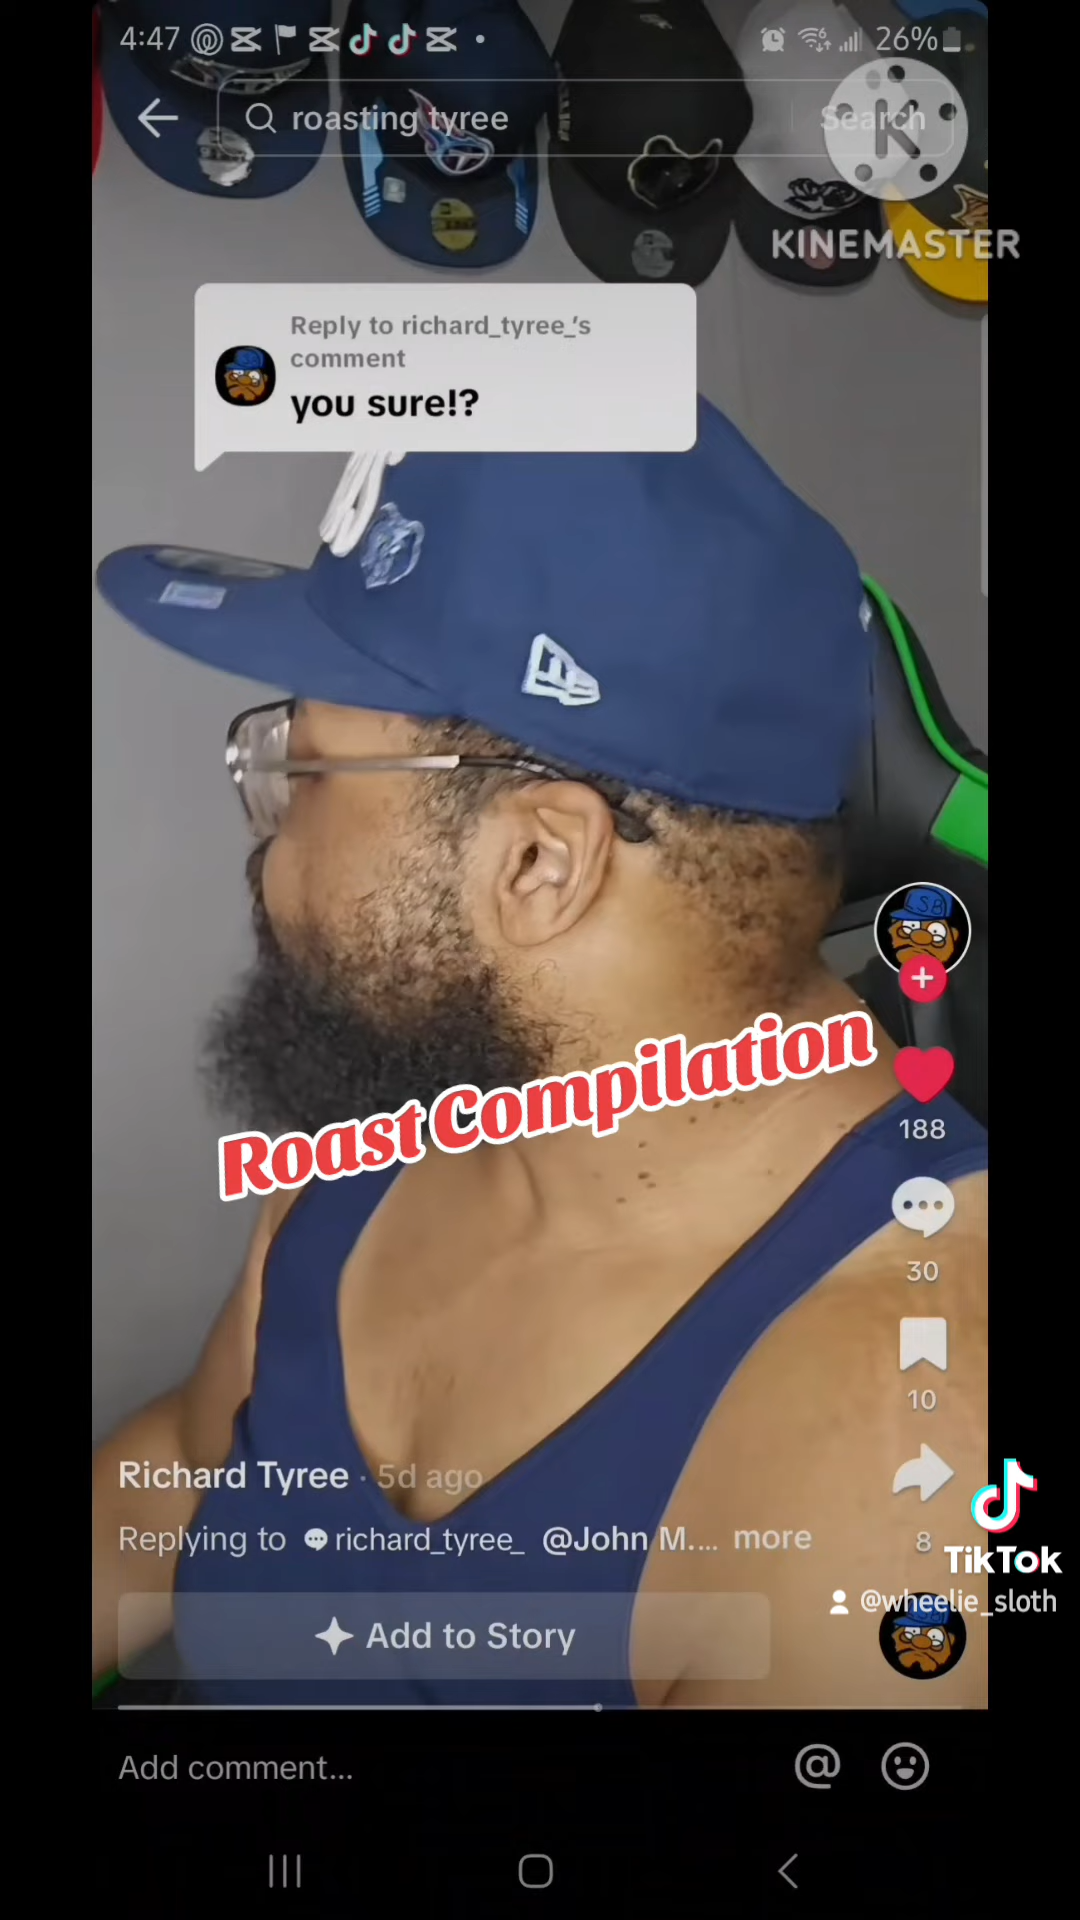 4:47
26%
roasting tyree
Search
K
KINEMASTER
Reply to richard_tyree_'s
comment
you sure!?
LSB
Roast Compilation
188
30
10
Richard Tyree · 5d ago
Replying to richard_tyree_ @John M.... more
8
TikTok
@wheelie_sloth
Add to Story
Add comment...